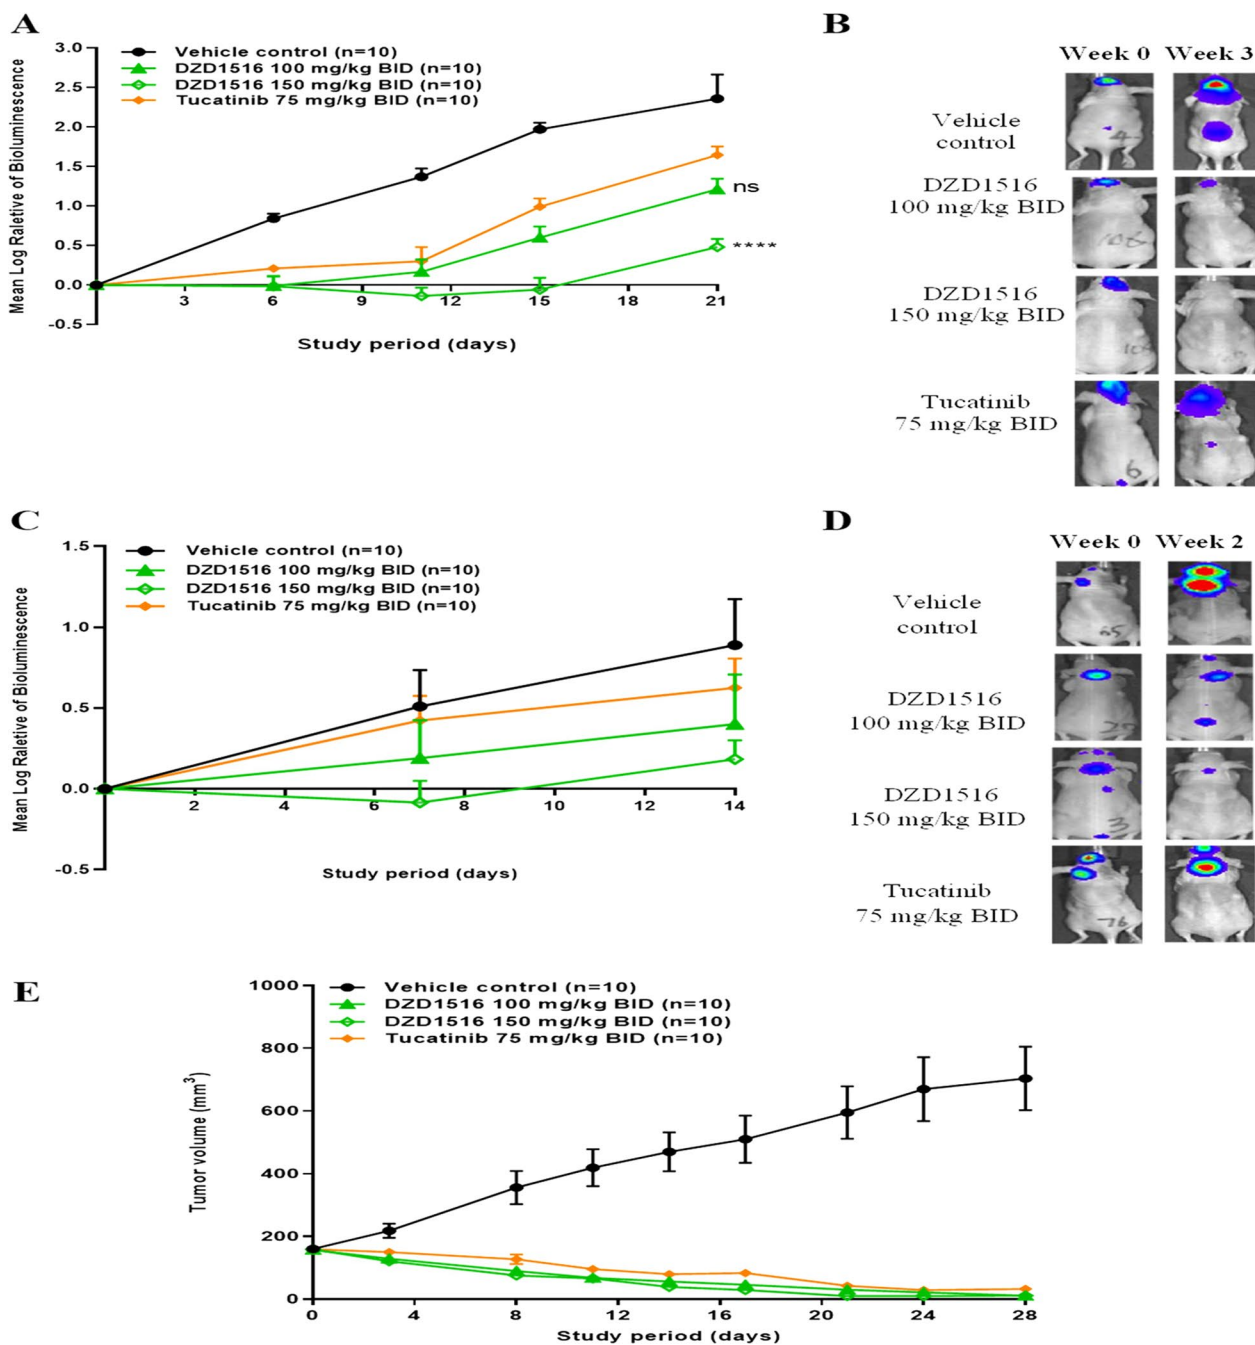 A
Mean Log Raletive of Bioluminescence
3.0
2.5
2.0
1.5
1.0
0.5
0.0
-0.5
Vehicle control (n=10)
DZD1516 100 mg/kg BID (n=10)
DZD1516 150 mg/kg BID (n=10)
Tucatinib 75 mg/kg BID (n=10)
ns
****
3 6 9 12 15 18 21
Study period (days)
B
Week 0 Week 3
Vehicle
control
DZD1516
100 mg/kg BID
DZD1516
150 mg/kg BID
Tucatinib
75 mg/kg BID
6
C
Mean Log Raletive of Bioluminescence
1.5
1.0
0.5
0.0
-0.5
Vehicle control (n=10)
DZD1516 100 mg/kg BID (n=10)
DZD1516 150 mg/kg BID (n=10)
Tucatinib 75 mg/kg BID (n=10)
2 4 6 8 10 12 14
Study period (days)
D
Week 0 Week 2
Vehicle
control
65
DZD1516
100 mg/kg BID
DZD1516
150 mg/kg BID
3
Tucatinib
75 mg/kg BID
76
E
Tumor volume (mm³)
1000
800
600
400
200
0
Vehicle control (n=10)
DZD1516 100 mg/kg BID (n=10)
DZD1516 150 mg/kg BID (n=10)
Tucatinib 75 mg/kg BID (n=10)
0 4 8 12 16 20 24 28
Study period (days)